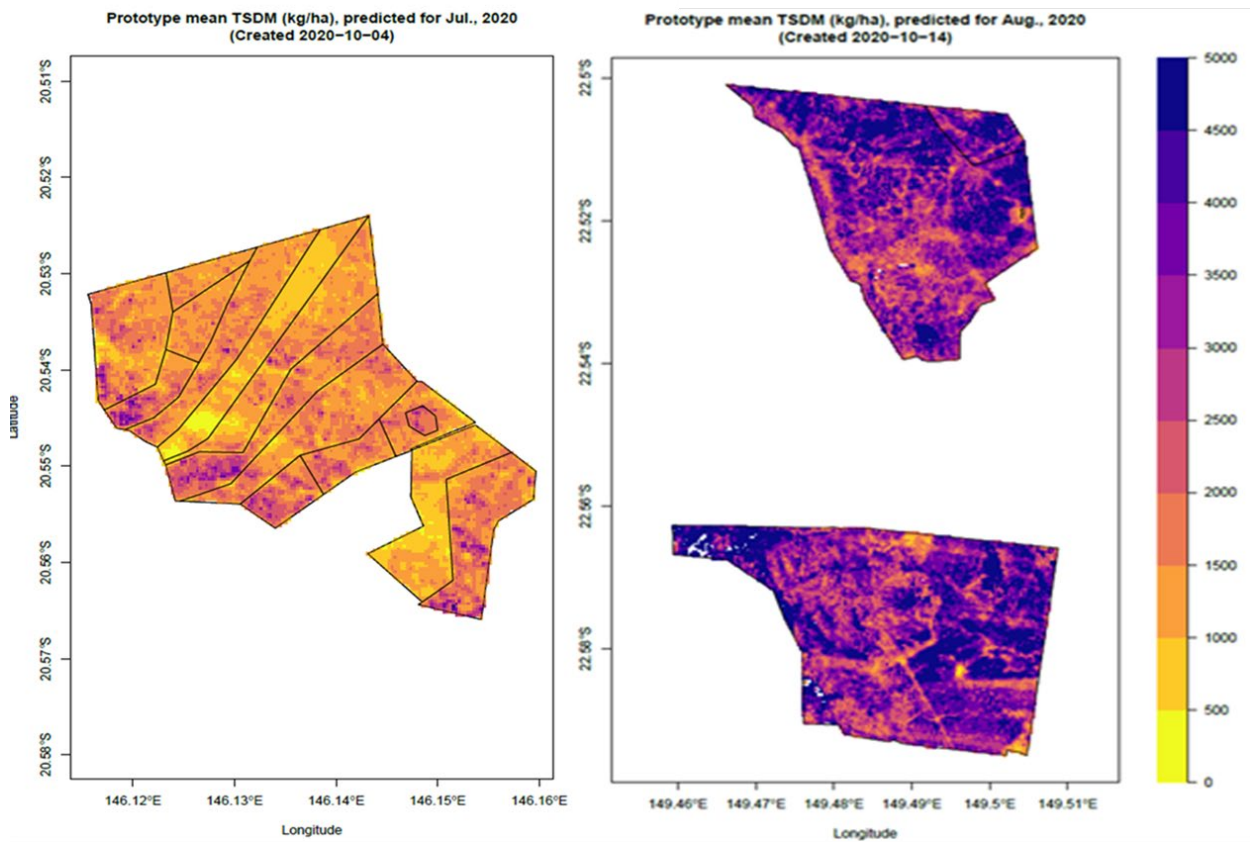 Prototype mean TSDM (kg/ha), predicted for Jul., 2020
(Created 2020−10−04)
20.51°S
20.52°S
20.53°S
20.54°S
20.55°S
20.56°S
20.57°S
20.58°S
Latitude
146.12°E
146.13°E
146.14°E
146.15°E
146.16°E
Longitude
Prototype mean TSDM (kg/ha), predicted for Aug., 2020
(Created 2020−10−14)
22.5°S
22.52°S
22.54°S
22.56°S
22.58°S
149.46°E
149.47°E
149.48°E
149.49°E
149.5°E
149.51°E
Longitude
5000
4500
4000
3500
3000
2500
2000
1500
1000
500
0